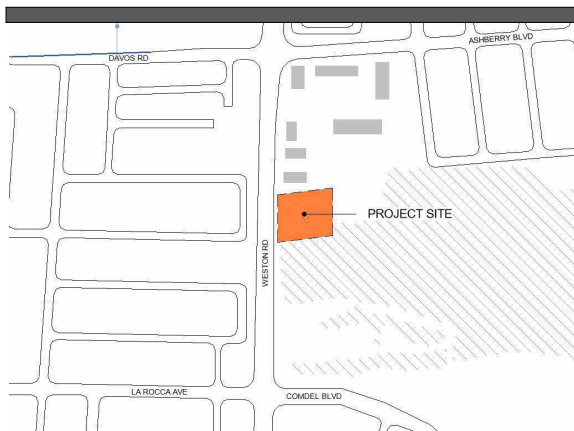 ASHBERRY BLVD
DAVOS RD
PROJECT SITE
WESTON RD
LA ROCCA AVE
COMDEL BLVD